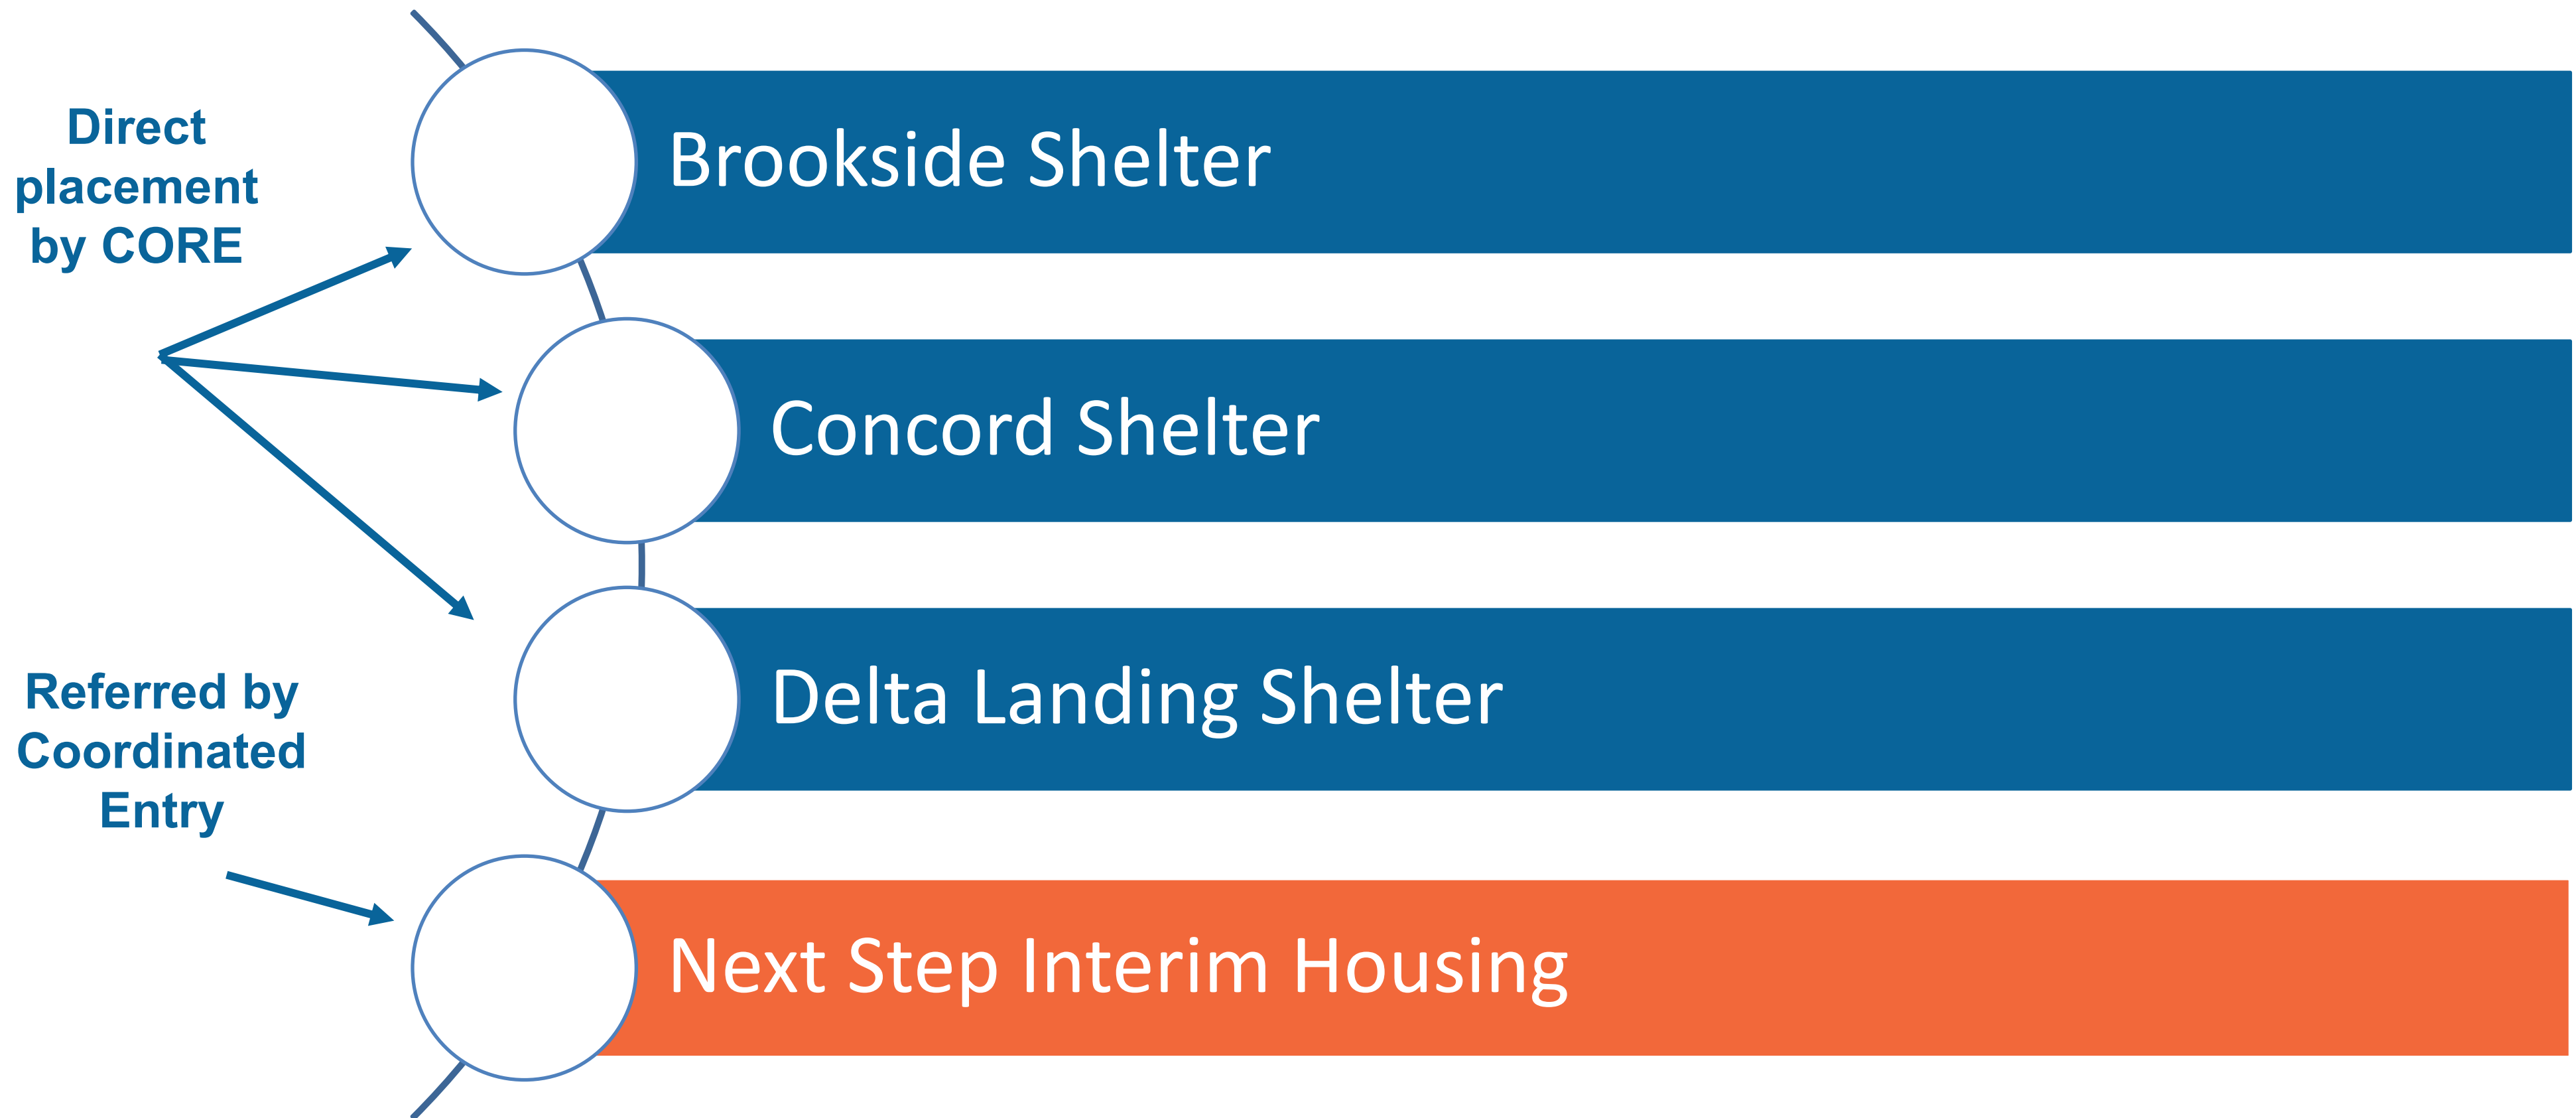 Direct
placement
by CORE
Brookside Shelter
Concord Shelter
Delta Landing Shelter
Referred by
Coordinated
Entry
Next Step Interim Housing